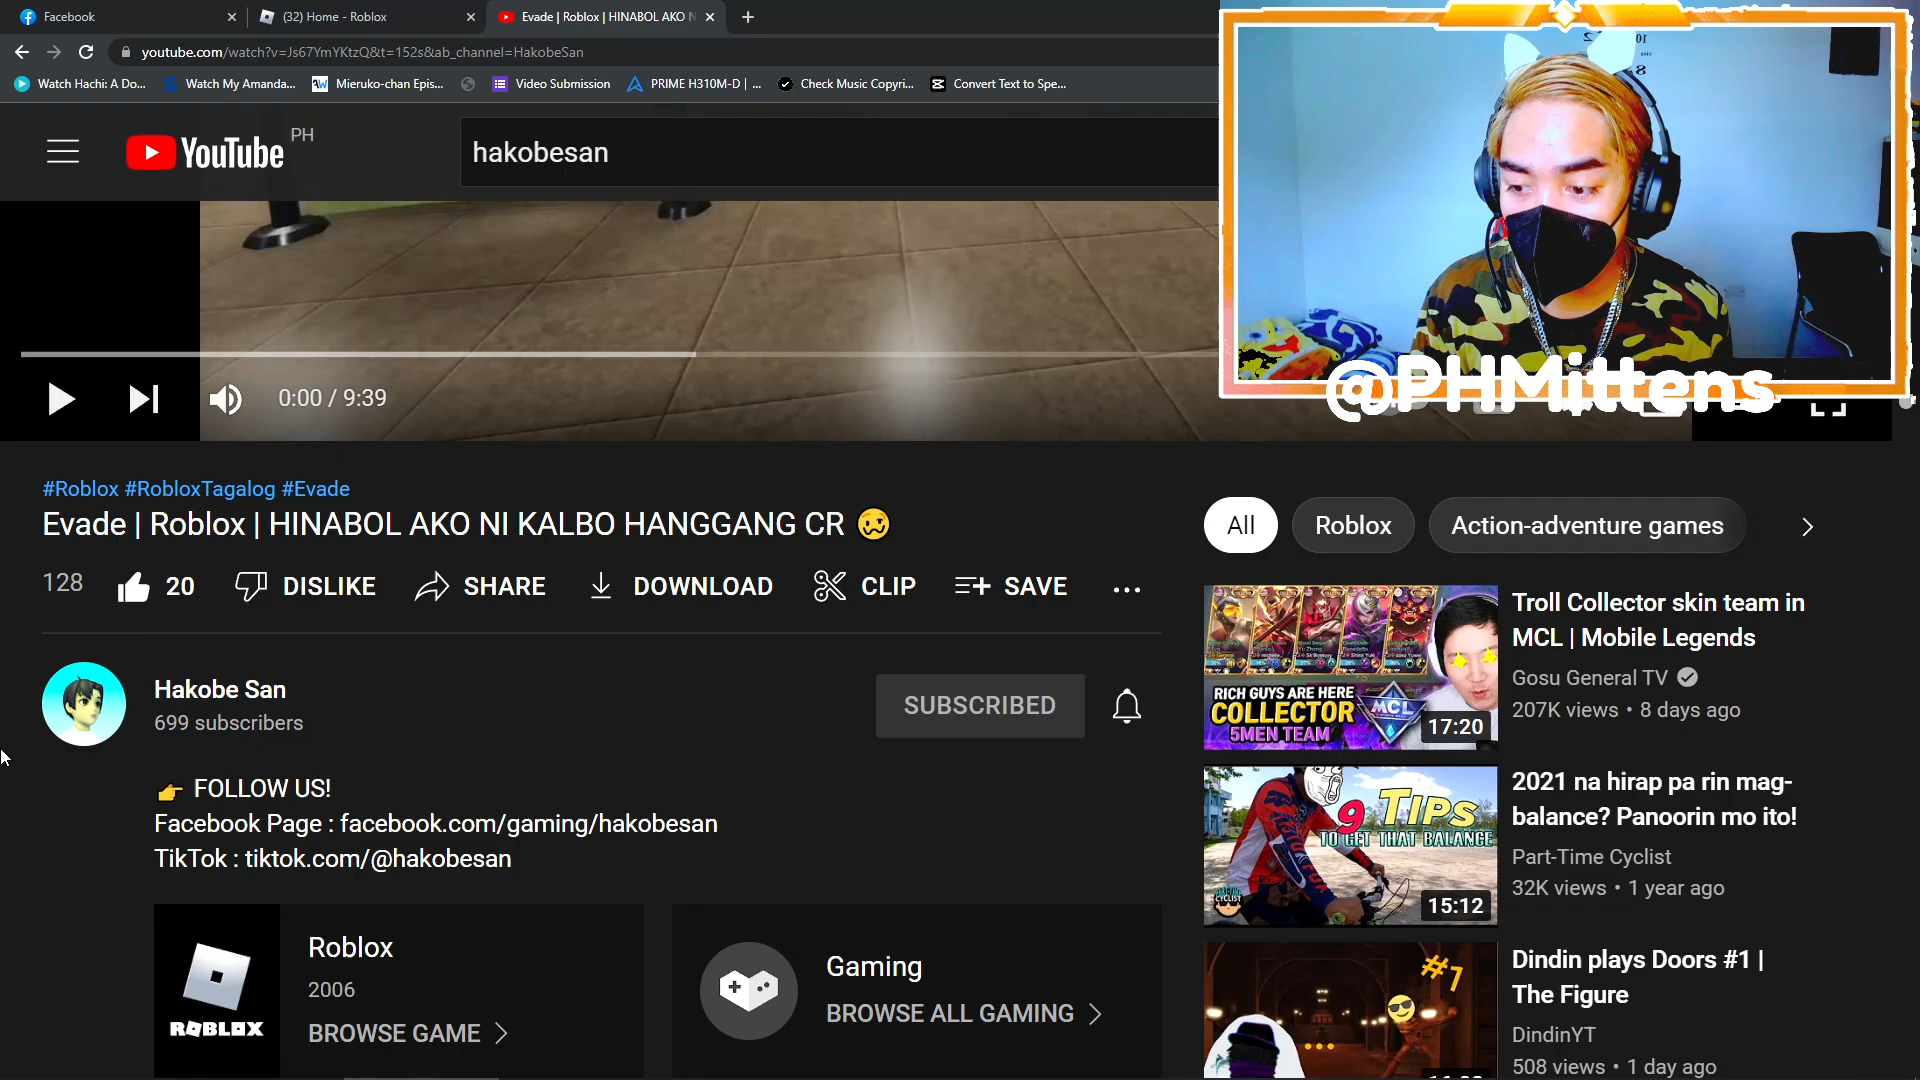 Facebook
(32) Home - Roblox
Evade | Roblox | HINABOL AKO N
youtube.com/watch?v=Js67YmYKtzQ&t=152s&ab_channel=HakobeSan
Watch Hachi: A Do...
Watch My Amanda...
Mieruko-chan Epis...
Video Submission
PRIME H310M-D | ...
Check Music Copyri...
Convert Text to Spe...
YouTube PH
hakobesan
@PHMittens
0:00 / 9:39
#Roblox #RobloxTagalog #Evade
Evade | Roblox | HINABOL AKO NI KALBO HANGGANG CR 🥴
128 20 DISLIKE SHARE DOWNLOAD CLIP SAVE
Hakobe San
699 subscribers
SUBSCRIBED
👉 FOLLOW US!
Facebook Page : facebook.com/gaming/hakobesan
TikTok : tiktok.com/@hakobesan
ROBLOX
Roblox
2006
BROWSE GAME
Gaming
BROWSE ALL GAMING
All
Roblox
Action-adventure games
RICH GUYS ARE HERE
COLLECTOR
5MEN TEAM
MCL
17:20
Troll Collector skin team in
MCL | Mobile Legends
Gosu General TV
207K views • 8 days ago
9 TIPS
TO GET THAT BALANCE
CYCLIST
15:12
2021 na hirap pa rin mag-
balance? Panoorin mo ito!
Part-Time Cyclist
32K views • 1 year ago
#1
Dindin plays Doors #1 |
The Figure
DindinYT
508 views • 1 day ago